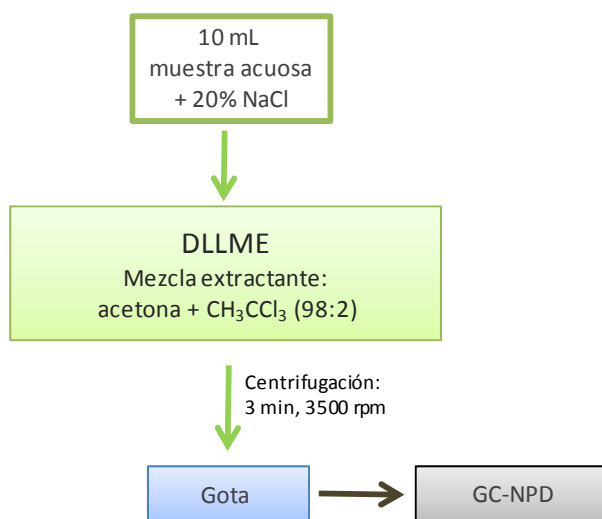 10 mL
muestra acuosa
+ 20% NaCl
DLLME
Mezcla extractante:
acetona + CH₃CCl₃ (98:2)
Centrifugación:
3 min, 3500 rpm
Gota
GC-NPD